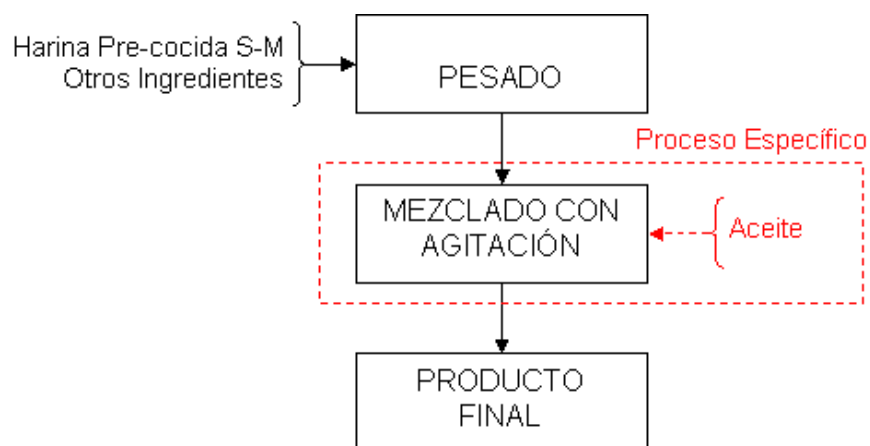 Harina Pre-cocida S-M
Otros Ingredientes
PESADO
Proceso Específico
MEZCLADO CON
AGITACIÓN
Aceite
PRODUCTO
FINAL